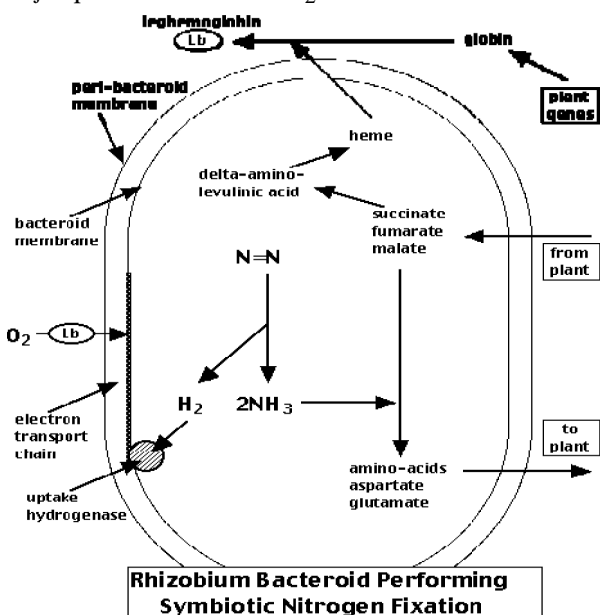 leghemoginhin
Lb
globin
peri-bacteroid
membrane
plant
genes
heme
delta-amino-
levulinic acid
succinate
fumarate
malate
bacteroid
membrane
from
plant
N=N
O2
Lb
H2
2NH3
electron
transport
chain
to
plant
amino-acids
aspartate
glutamate
uptake
hydrogenase
Rhizobium Bacteroid Performing
Symbiotic Nitrogen Fixation